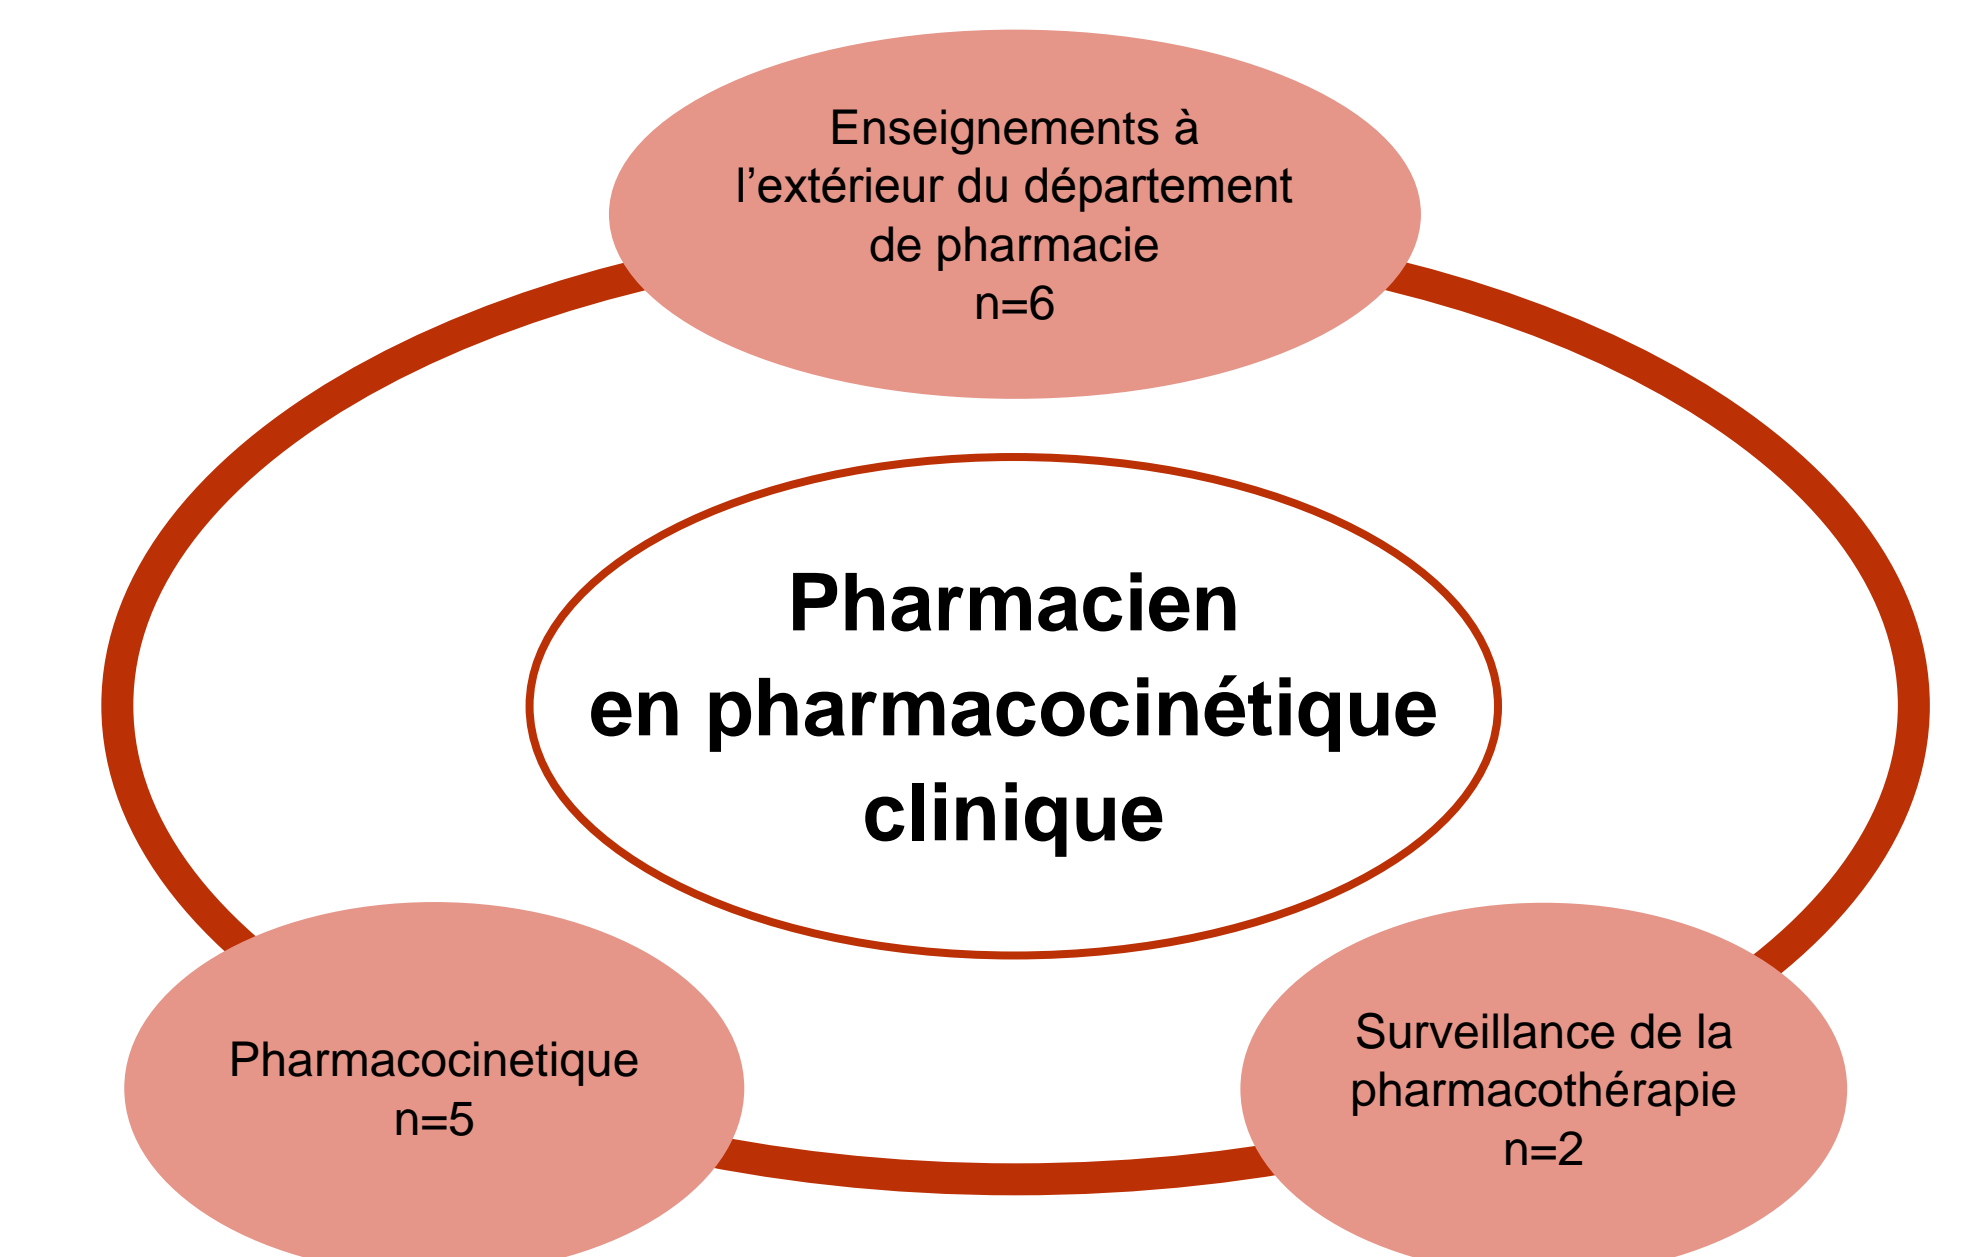 Enseignements à
l’extérieur du département
de pharmacie
n=6
Pharmacien
en pharmacocinétique
clinique
Pharmacocinetique
n=5
Surveillance de la
pharmacothérapie
n=2